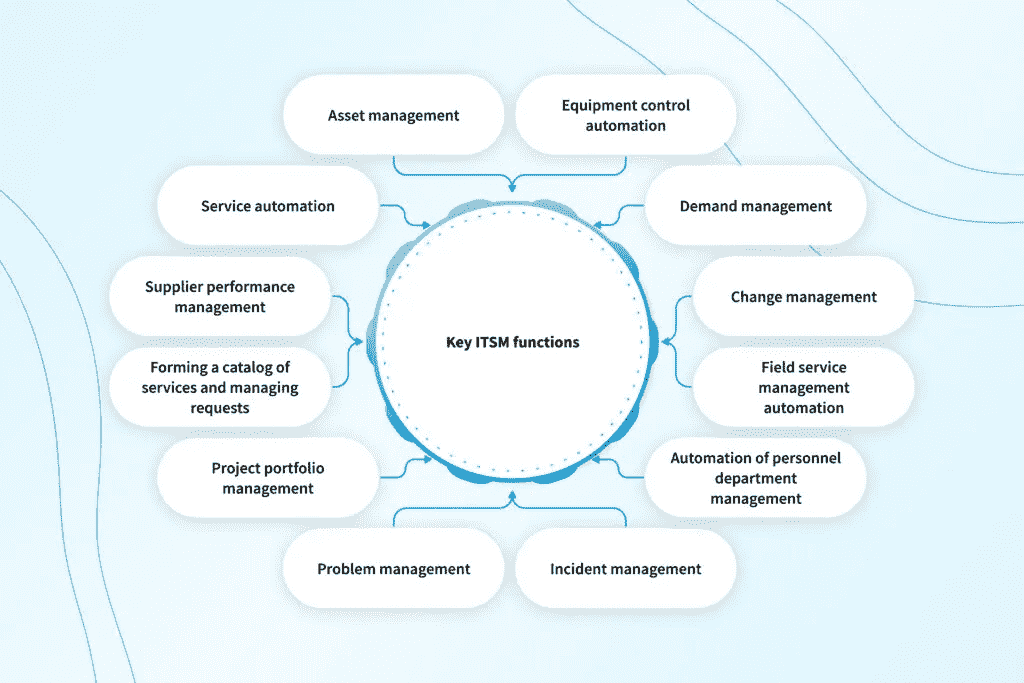 Asset management
Equipment control
automation
Service automation
Demand management
Supplier performance
management
Change management
Key ITSM functions
Forming a catalog of
services and managing
requests
Field service
management
automation
Project portfolio
management
Automation of personnel
department
management
Problem management
Incident management